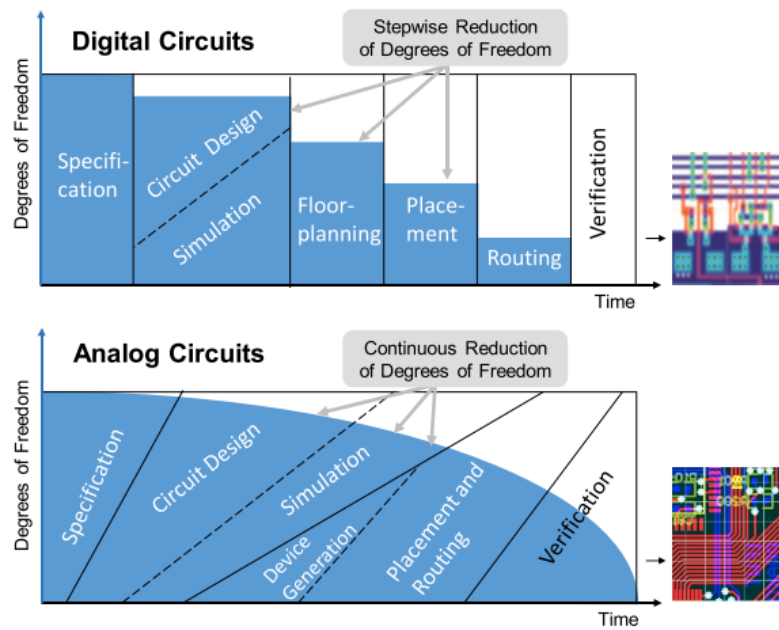 Digital Circuits
Stepwise Reduction
of Degrees of Freedom
Degrees of Freedom
Specifi-
cation
Circuit Design
Simulation
Floor-
planning
Place-
ment
Routing
Verification
Time
Analog Circuits
Continuous Reduction
of Degrees of Freedom
Degrees of Freedom
Specification
Circuit Design
Simulation
Device
Generation
Placement and
Routing
Verification
Time